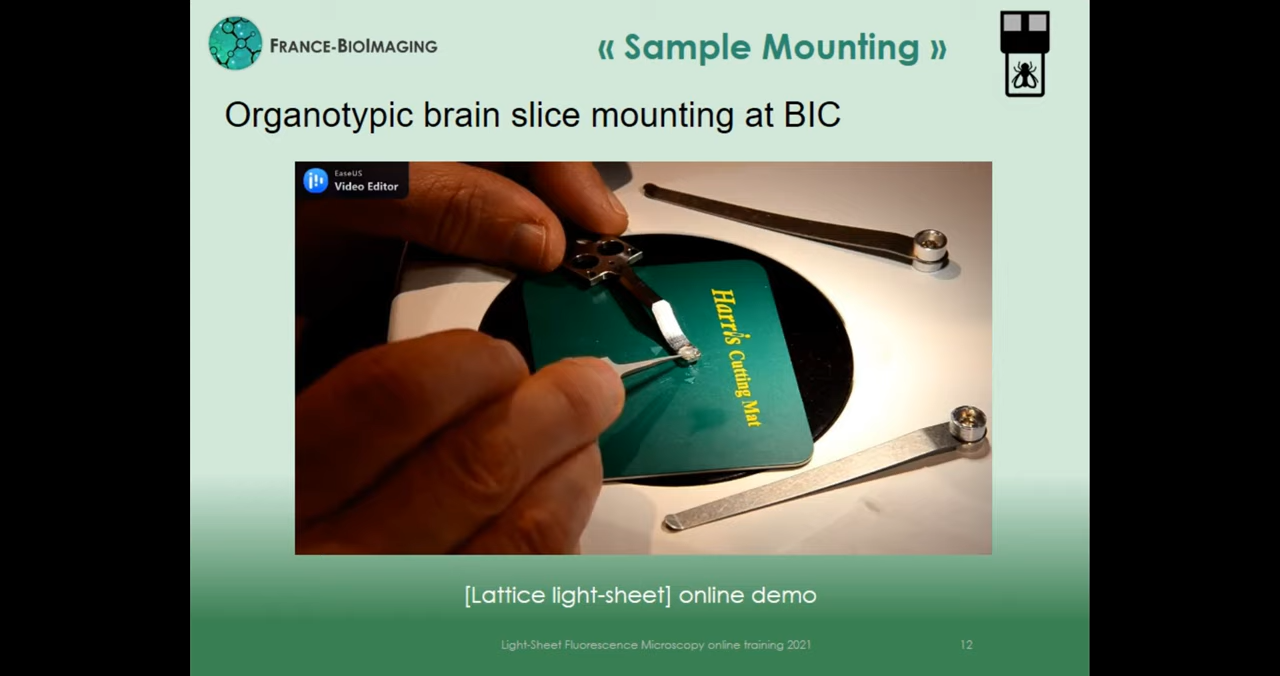 FRANCE-BIOIMAGING
« Sample Mounting »
Organotypic brain slice mounting at BIC
EaseUS
Video Editor
Harris Cutting Mat
[Lattice light-sheet] online demo
Light-Sheet Fluorescence Microscopy online training 2021
12